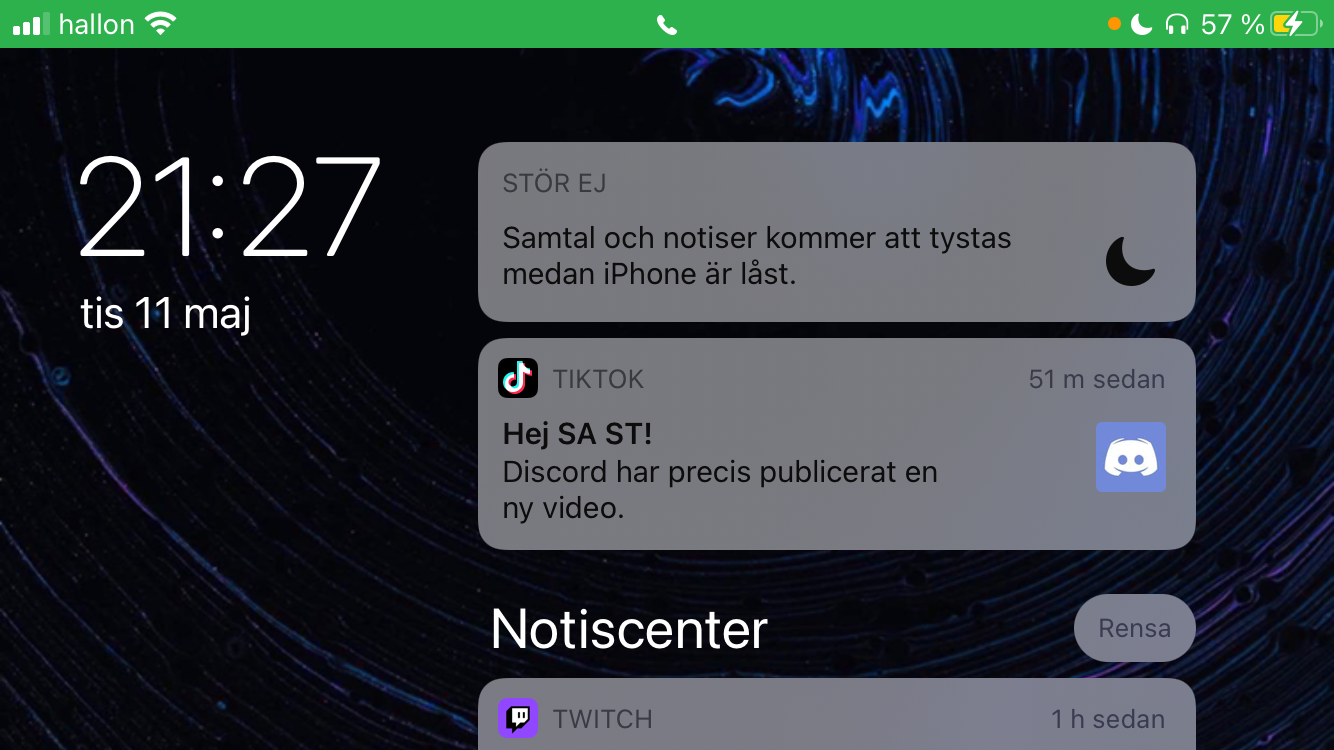 hallon 57 %
21:27
tis 11 maj
STÖR EJ
Samtal och notiser kommer att tystas
medan iPhone är låst.
TIKTOK 51 m sedan
Hej SA ST!
Discord har precis publicerat en
ny video.
Notiscenter Rensa
TWITCH 1 h sedan